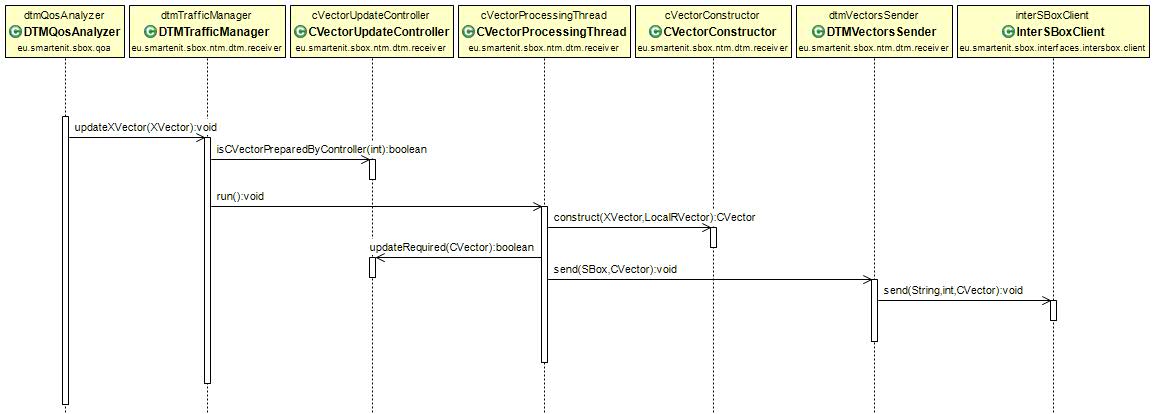 dtmQosAnalyzer
DTMQosAnalyzer
eu.smartenit.sbox.qoa
dtmTrafficManager
DTMTrafficManager
eu.smartenit.sbox.ntm.dtm.receiver
cVectorUpdateController
CVectorUpdateController
eu.smartenit.sbox.ntm.dtm.receiver
cVectorProcessingThread
CVectorProcessingThread
eu.smartenit.sbox.ntm.dtm.receiver
cVectorConstructor
CVectorConstructor
eu.smartenit.sbox.ntm.dtm.receiver
dtmVectorsSender
DTMVectorsSender
eu.smartenit.sbox.ntm.dtm.receiver
interSBoxClient
InterSBoxClient
eu.smartenit.sbox.interfaces.intersbox.client
updateXVector(XVector):void
isCVectorPreparedByController(int):boolean
run():void
construct(XVector,LocalRVector):CVector
updateRequired(CVector):boolean
send(SBox,CVector):void
send(String,int,CVector):void